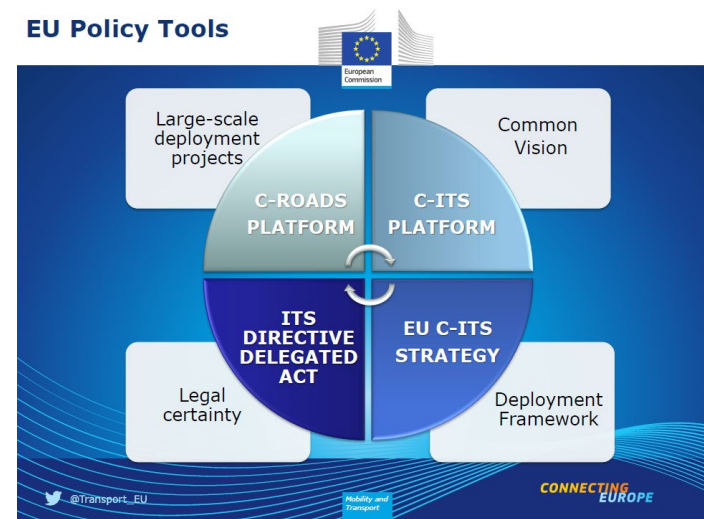 EU Policy Tools
European
Commission
Large-scale
deployment
projects
Common
Vision
C-ROADS
PLATFORM
C-ITS
PLATFORM
ITS
DIRECTIVE
DELEGATED
ACT
EU C-ITS
STRATEGY
Legal
certainty
Deployment
Framework
@Transport_EU
Mobility and
Transport
CONNECTING
EUROPE